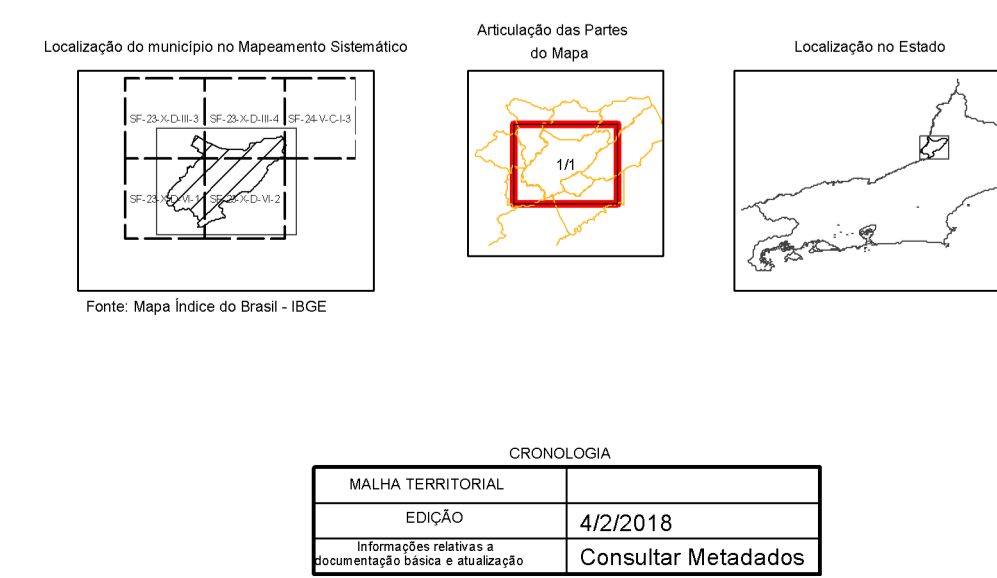 Localização do município no Mapeamento Sistemático
SF-23-X-D-III-3
SF-23-X-D-III-4
SF-24-V-C-I-3
SF-23-X-D-VI-1
SF-23-X-D-VI-2
Fonte: Mapa Índice do Brasil - IBGE
Articulação das Partes
do Mapa
1/1
Localização no Estado
CRONOLOGIA
MALHA TERRITORIAL
EDIÇÃO
4/2/2018
Informações relativas a
documentação básica e atualização
Consultar Metadados